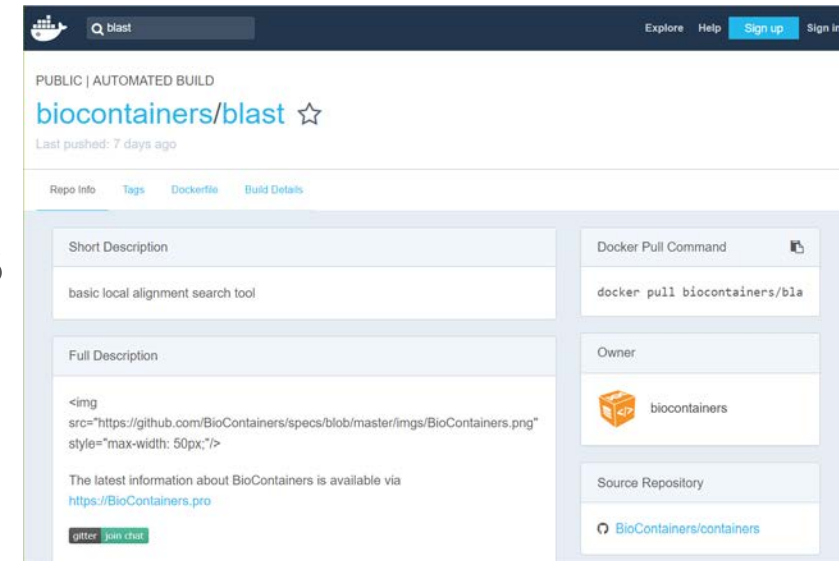 blast
Explore Help Sign up Sign in
PUBLIC | AUTOMATED BUILD
biocontainers/blast
Last pushed: 7 days ago
Repo Info Tags Dockerfile Build Details
Short Description
basic local alignment search tool
Full Description
<img
src="https://github.com/BioContainers/specs/blob/master/imgs/BioContainers.png"
style="max-width: 50px;"/>
The latest information about BioContainers is available via
https://BioContainers.pro
gitter join chat
Docker Pull Command
docker pull biocontainers/bla
Owner
biocontainers
Source Repository
BioContainers/containers